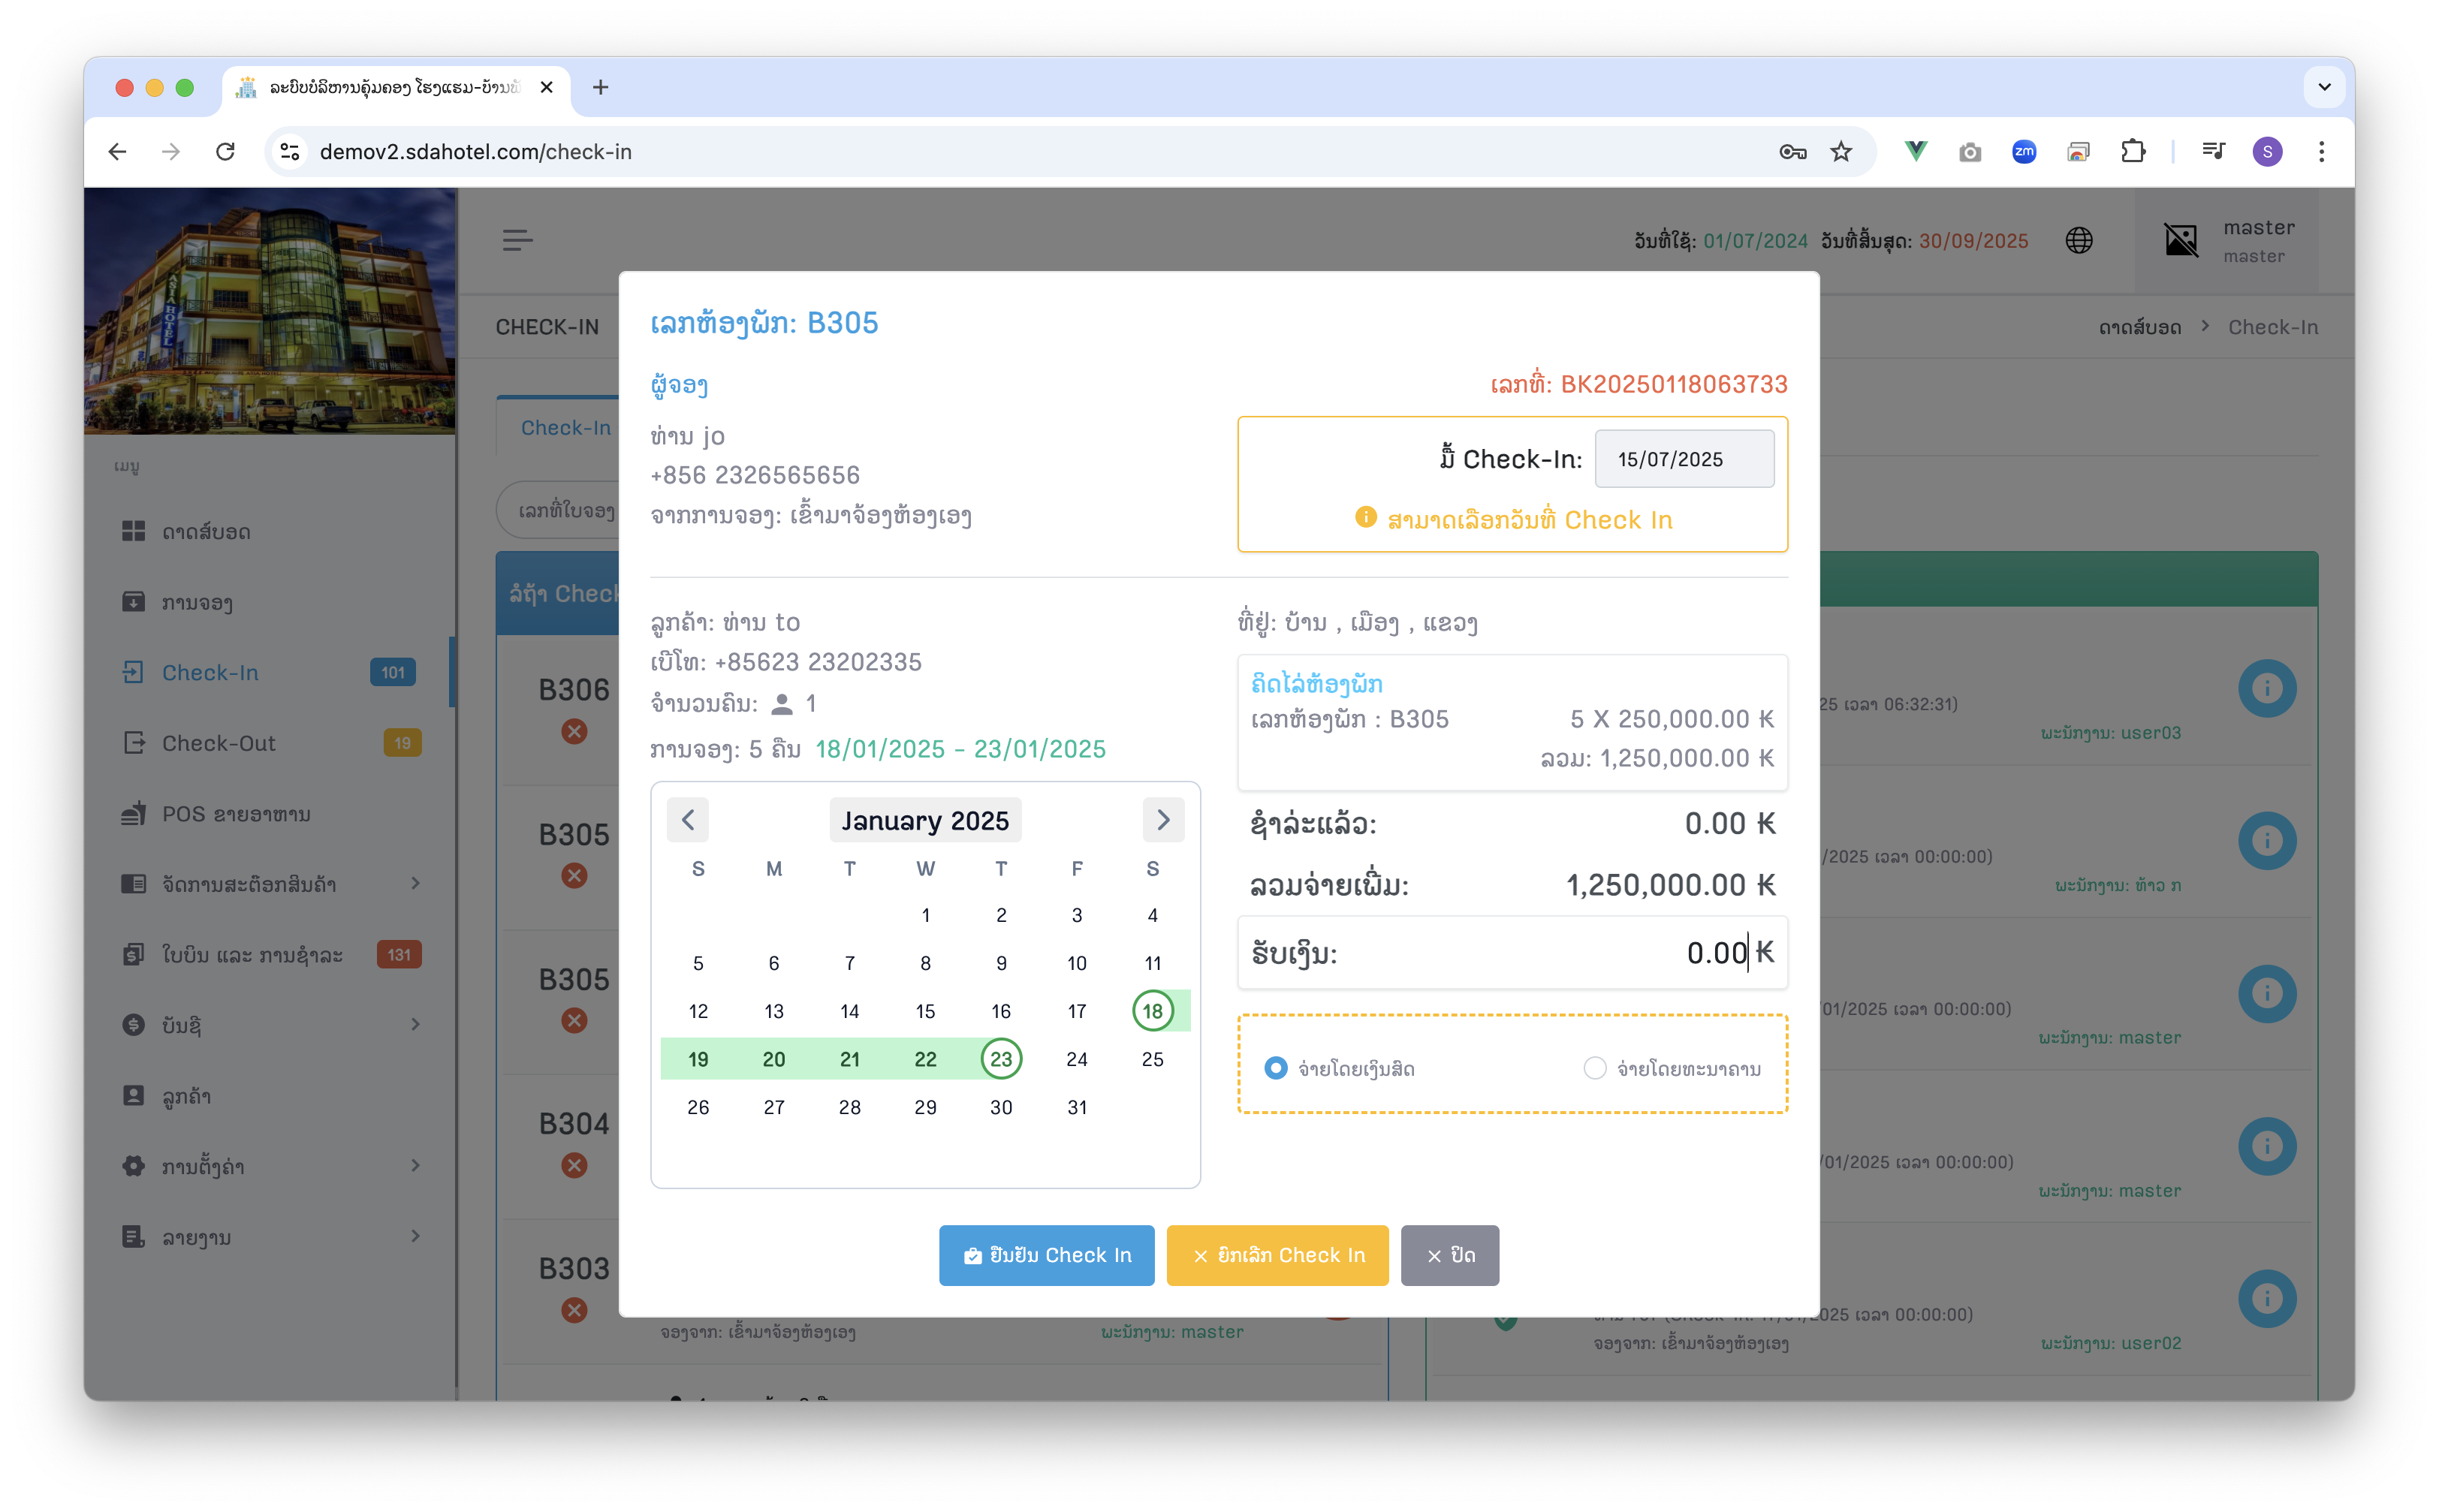 ລະບົບບໍລິຫານຄຸ້ມຄອງ ໂຮງແຮມ-ບ້ານພັ
demov2.sdahotel.com/check-in
zm
S
ASIA HOTEL
ວັນທີ່ໃຊ້: 01/07/2024 ວັນທີ່ສິ້ນສຸດ: 30/09/2025
master
master
CHECK-IN
ດາດສ໌ບອດ > Check-In
ເມນູ
ດາດສ໌ບອດ
ການຈອງ
Check-In 101
Check-Out 19
POS ຂາຍອາຫານ
ຈັດການສະຕ໊ອກສິນຄ້າ
ໃບບິນ ແລະ ການຊໍາລະ 131
ບັນຊີ
ລູກຄ້າ
ການຕັ້ງຄ່າ
ລາຍງານ
Check-In
ເລກທີ່ໃບຈອງ
ລໍຖ້າ Check
B306
B305
B305
B304
B303
ເລກຫ້ອງພັກ: B305
ຜູ້ຈອງ
ເລກທີ່: BK20250118063733
ທ່ານ jo
+856 2326565656
ຈາກການຈອງ: ເຂົ້າມາຈ້ອງຫ້ອງເອງ
ມື້ Check-In: 15/07/2025
ສາມາດເລືອກວັນທີ່ Check In
ລູກຄ້າ: ທ່ານ to
ເບີໂທ: +85623 23202335
ຈໍານວນຄົນ: 1
ການຈອງ: 5 ຄືນ 18/01/2025 - 23/01/2025
January 2025
S M T W T F S
1 2 3 4
5 6 7 8 9 10 11
12 13 14 15 16 17 18
19 20 21 22 23 24 25
26 27 28 29 30 31
ທີ່ຢູ່: ບ້ານ , ເມືອງ , ແຂວງ
ຄິດໄລ່ຫ້ອງພັກ
ເລກຫ້ອງພັກ : B305 5 X 250,000.00 ₭
ລວມ: 1,250,000.00 ₭
ຊໍາລ່ະແລ້ວ: 0.00 ₭
ລວມຈ່າຍເພີ່ມ: 1,250,000.00 ₭
ຮັບເງິນ: 0.00 ₭
ຈ່າຍໂດຍເງິນສົດ
ຈ່າຍໂດຍທະນາຄານ
ຢືນຢັນ Check In
ຍົກເລີກ Check In
ປິດ
25 ເວລາ 06:32:31)
ພະນັກງານ: user03
/2025 ເວລາ 00:00:00)
ພະນັກງານ: ທ້າວ ກ
01/2025 ເວລາ 00:00:00)
ພະນັກງານ: master
/01/2025 ເວລາ 00:00:00)
ພະນັກງານ: master
2025 ເວລາ 00:00:00)
ຈອງຈາກ: ເຂົ້າມາຈ້ອງຫ້ອງເອງ
ພະນັກງານ: user02
ຈອງຈາກ: ເຂົ້າມາຈ້ອງຫ້ອງເອງ
ພະນັກງານ: master